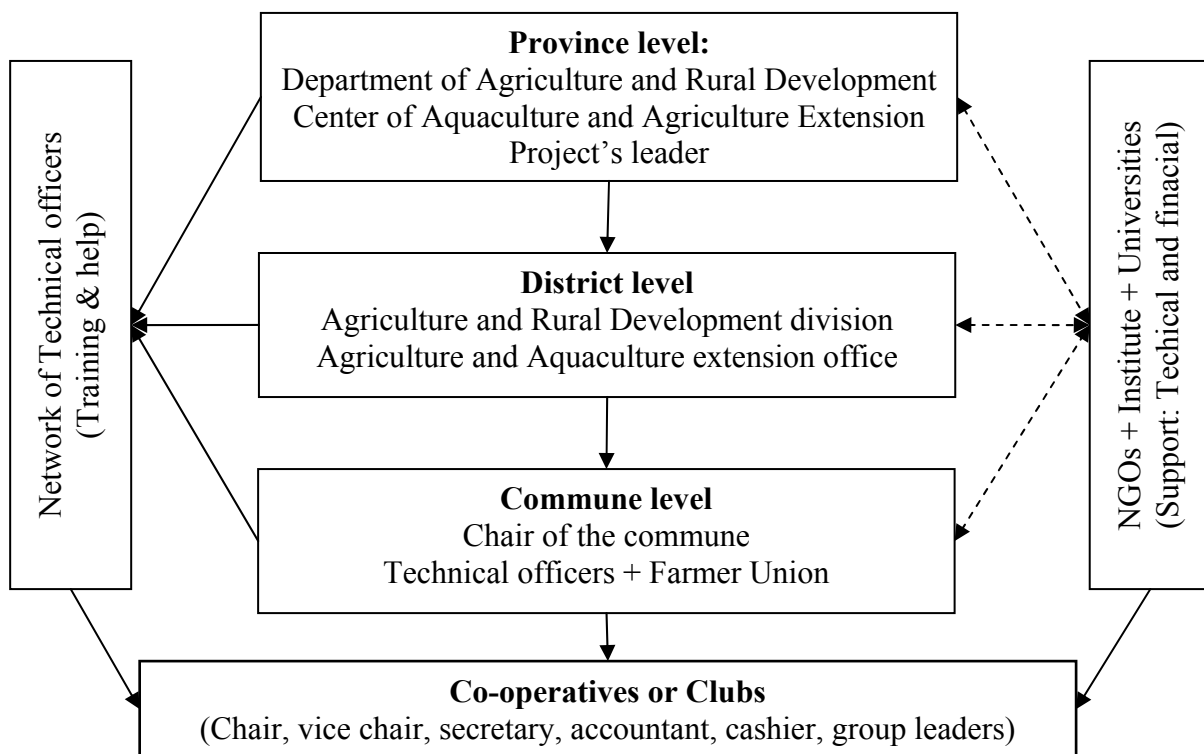 Province level:
Department of Agriculture and Rural Development
Center of Aquaculture and Agriculture Extension
Project’s leader
Network of Technical officers
(Training & help)
District level
Agriculture and Rural Development division
Agriculture and Aquaculture extension office
NGOs + Institute + Universities
(Support: Techical and finacial)
Commune level
Chair of the commune
Technical officers + Farmer Union
Co-operatives or Clubs
(Chair, vice chair, secretary, accountant, cashier, group leaders)